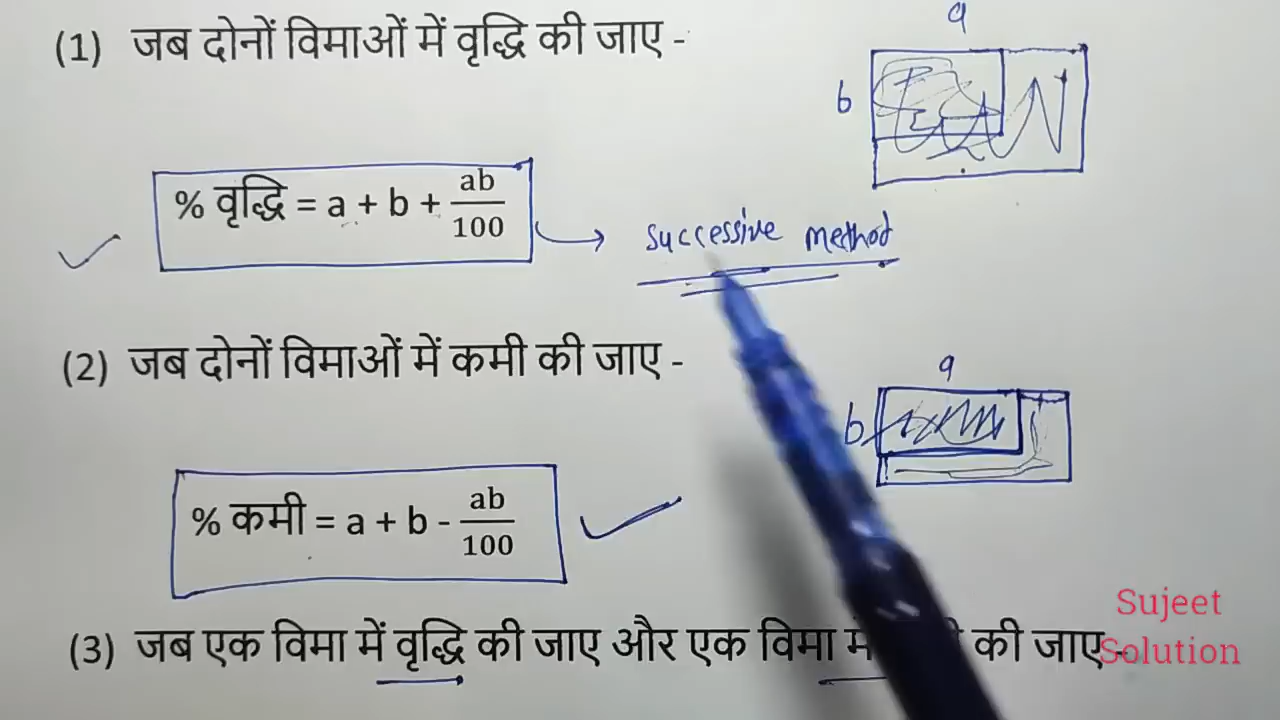 (1) जब दोनों विमाओं में वृद्धि की जाए -
a
b
% वृद्धि = a + b + ab/100
successive method
(2) जब दोनों विमाओं में कमी की जाए -
a
b
% कमी = a + b - ab/100
(3) जब एक विमा में वृद्धि की जाए और एक विमा की जाए -
Sujeet
Solution